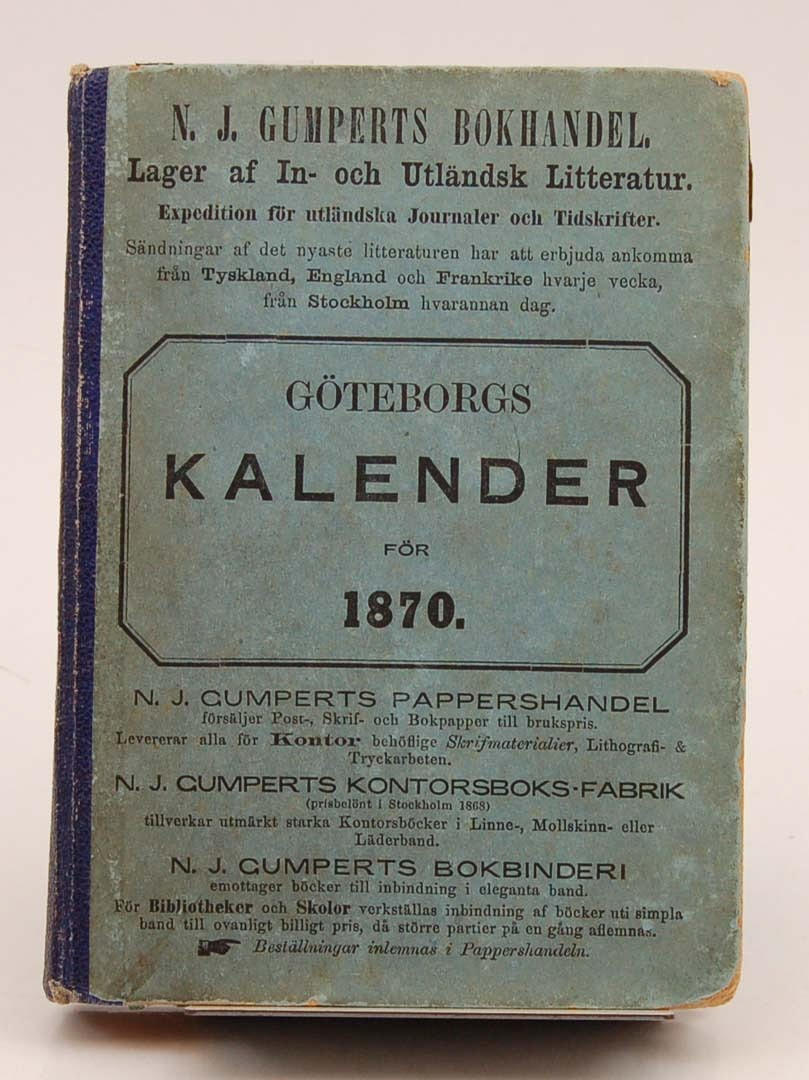 N. J. GUMPERTS BOKHANDEL.
Lager af In- och Utländsk Litteratur.
Expedition för utländska Journaler och Tidskrifter.
Sändningar af det nyaste litteraturen har att erbjuda ankomma
från Tyskland, England och Frankrike hvarje vecka,
från Stockholm hvarannan dag.
GÖTEBORGS
KALENDER
FÖR
1870.
N. J. GUMPERTS PAPPERSHANDEL
försäljer Post-, Skrif- och Bokpapper till brukspris.
Levererar alla för Kontor behöflige Skrifmaterialier, Lithografi- &
Tryckarbeten.
N. J. GUMPERTS KONTORSBOKS-FABRIK
(prisbelönt i Stockholm 1868)
tillverkar utmärkt starka Kontorsböcker i Linne-, Mollskinn- eller
Läderband.
N. J. GUMPERTS BOKBINDERI
emottager böcker till inbindning i eleganta band.
För Bibliotheker och Skolor verkställas inbindning af böcker uti simpla
band till ovanligt billigt pris, då större partier på en gång aflemnas.
Beställningar inlemnas i Pappershandeln.